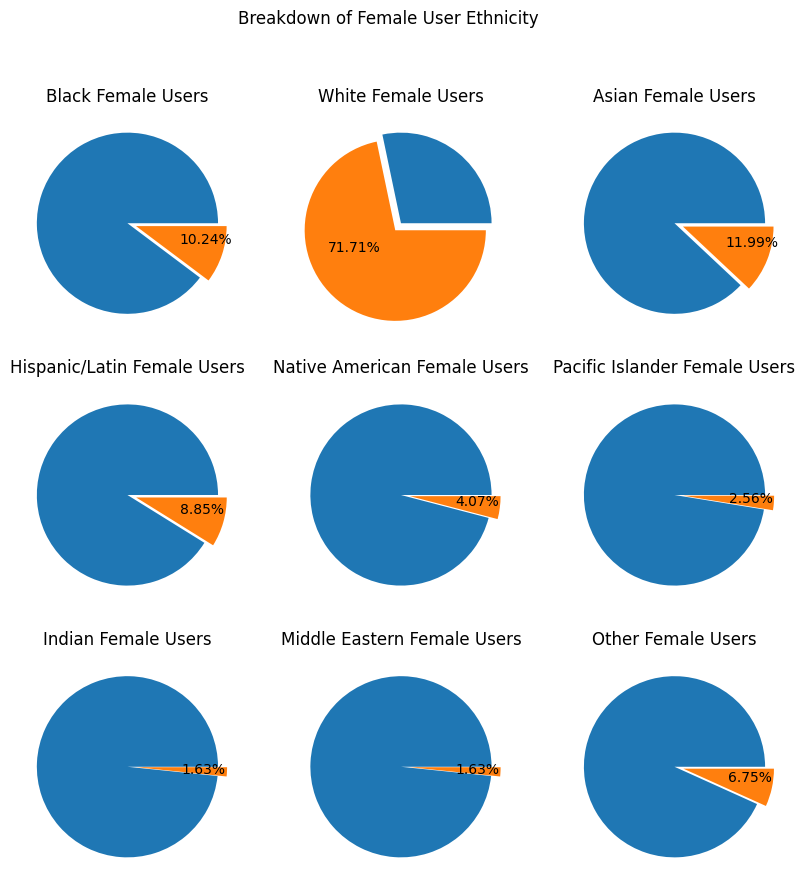 Breakdown of Female User Ethnicity
Black Female Users
White Female Users
Asian Female Users
10.24%
71.71%
11.99%
Hispanic/Latin Female Users
Native American Female Users
Pacific Islander Female Users
8.85%
4.07%
2.56%
Indian Female Users
Middle Eastern Female Users
Other Female Users
1.63%
1.63%
6.75%